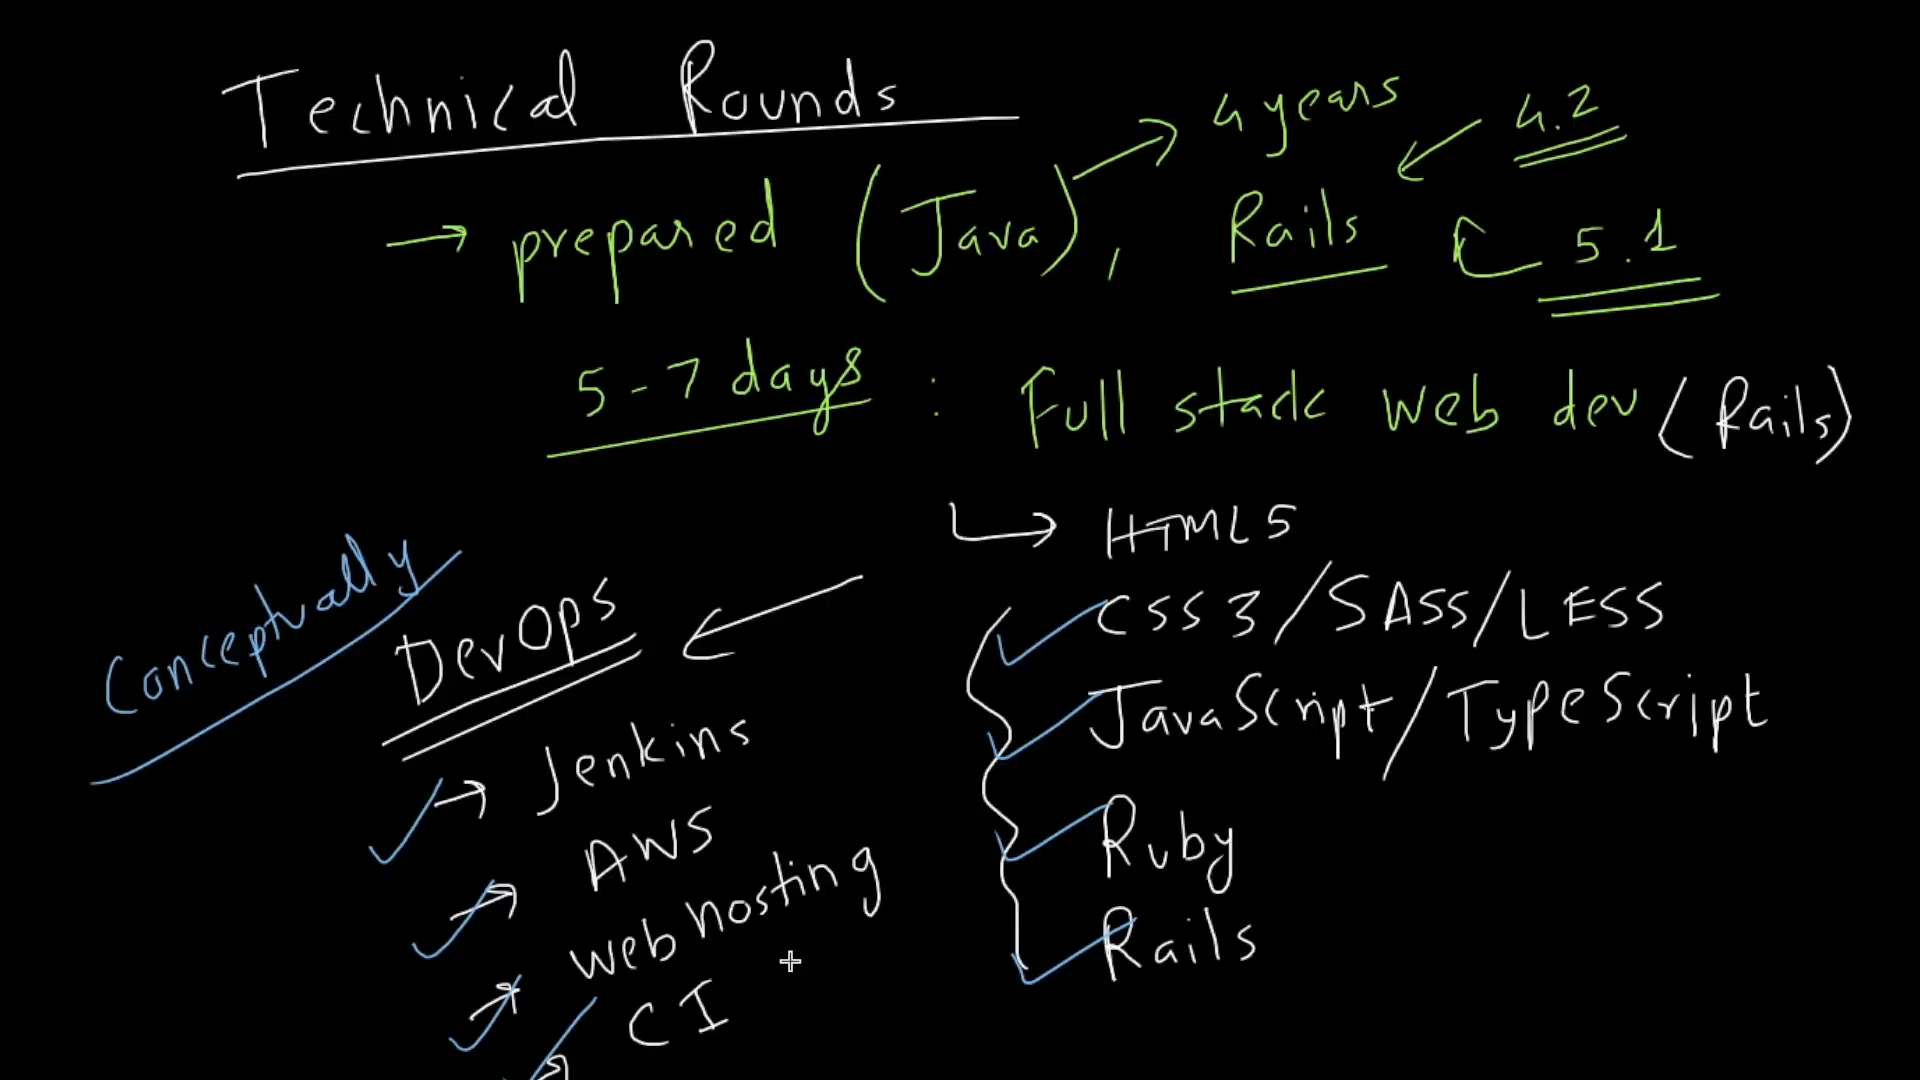 Technical Rounds
→ prepared (Java), → 4 years Rails ← 4.2
5.1
5-7 days : Full stack web dev (Rails)
→ HTML5
CSS3/SASS/LESS
JavaScript/TypeScript
Ruby
Rails
Conceptually
DevOps ←
→ Jenkins
→ AWS
→ Web hosting
→ CI